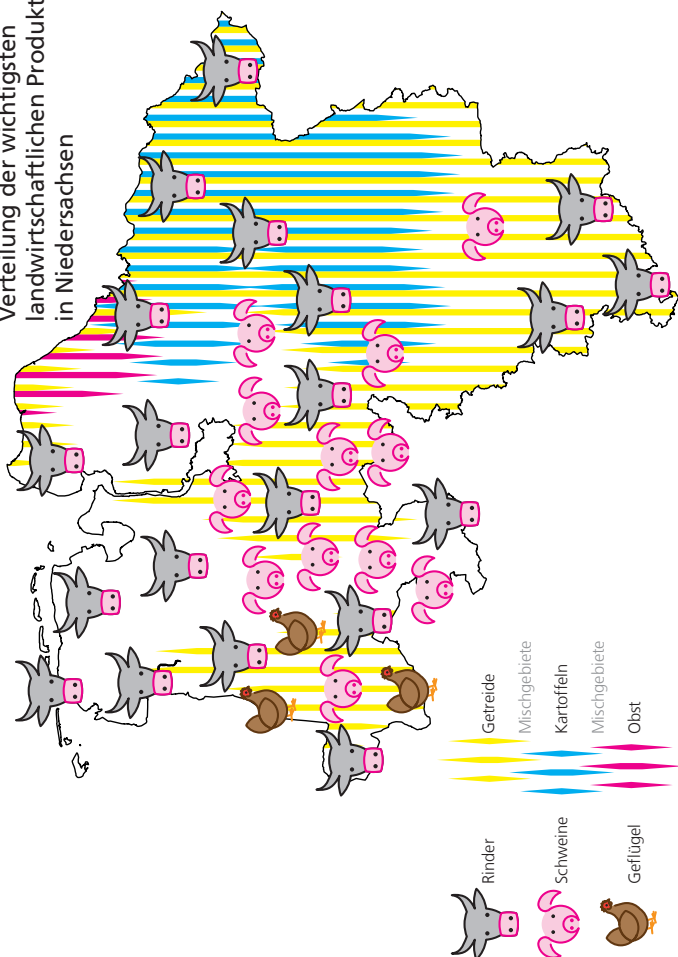 Verteilung der wichtigsten
landwirtschaftlichen Produkt
in Niedersachsen
Rinder
Schweine
Geflügel
Getreide
Mischgebiete
Kartoffeln
Mischgebiete
Obst